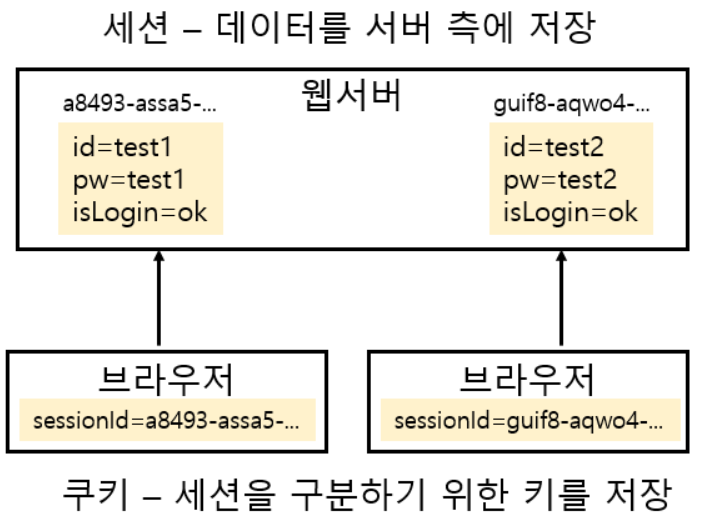 세션 – 데이터를 서버 측에 저장
웹서버
a8493-assa5-...
id=test1
pw=test1
isLogin=ok
guif8-aqwo4-...
id=test2
pw=test2
isLogin=ok
브라우저
sessionId=a8493-assa5-...
브라우저
sessionId=guif8-aqwo4-...
쿠키 – 세션을 구분하기 위한 키를 저장